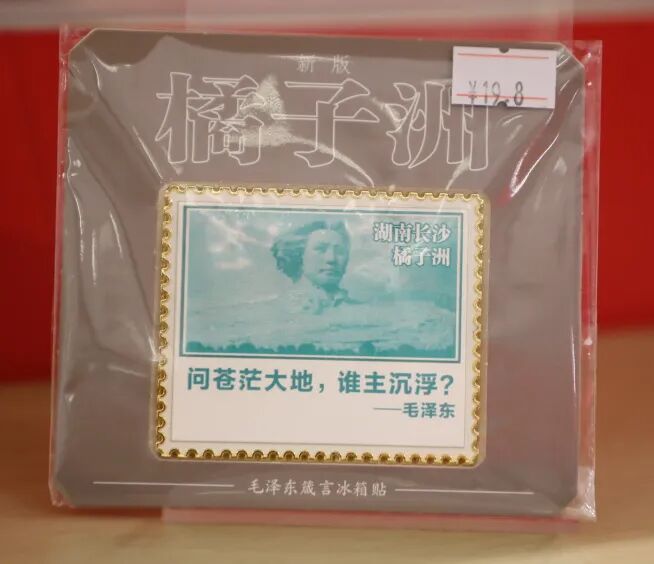 新版
橘子洲
¥19.8
湖南长沙
橘子洲
问苍茫大地，谁主沉浮？
——毛泽东
毛泽东箴言冰箱贴